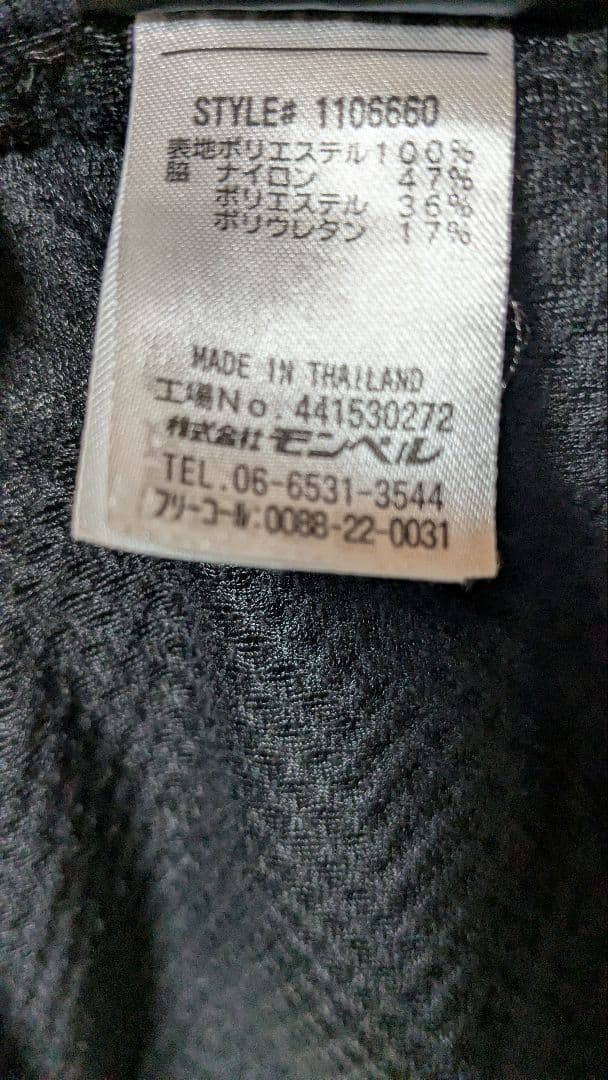 STYLE# 1106660
表地ポリエステル100%
脇 ナイロン 47%
ポリエステル 36%
ポリウレタン 17%
MADE IN THAILAND
工場No. 441530272
株式会社 モンベル
TEL.06-6531-3544
フリーコール:0088-22-0031